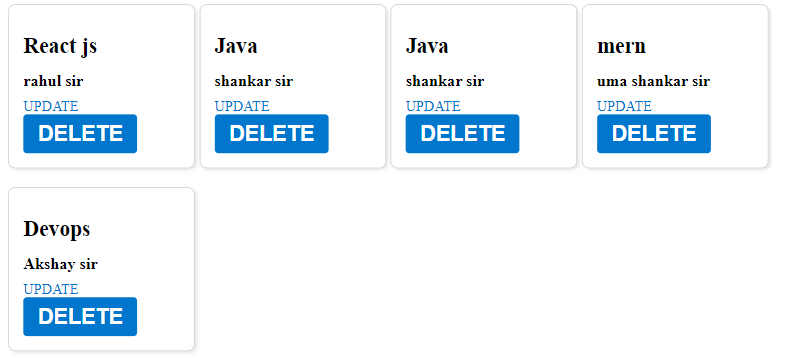 React js
rahul sir
UPDATE
DELETE
Java
shankar sir
UPDATE
DELETE
Java
shankar sir
UPDATE
DELETE
mern
uma shankar sir
UPDATE
DELETE
Devops
Akshay sir
UPDATE
DELETE